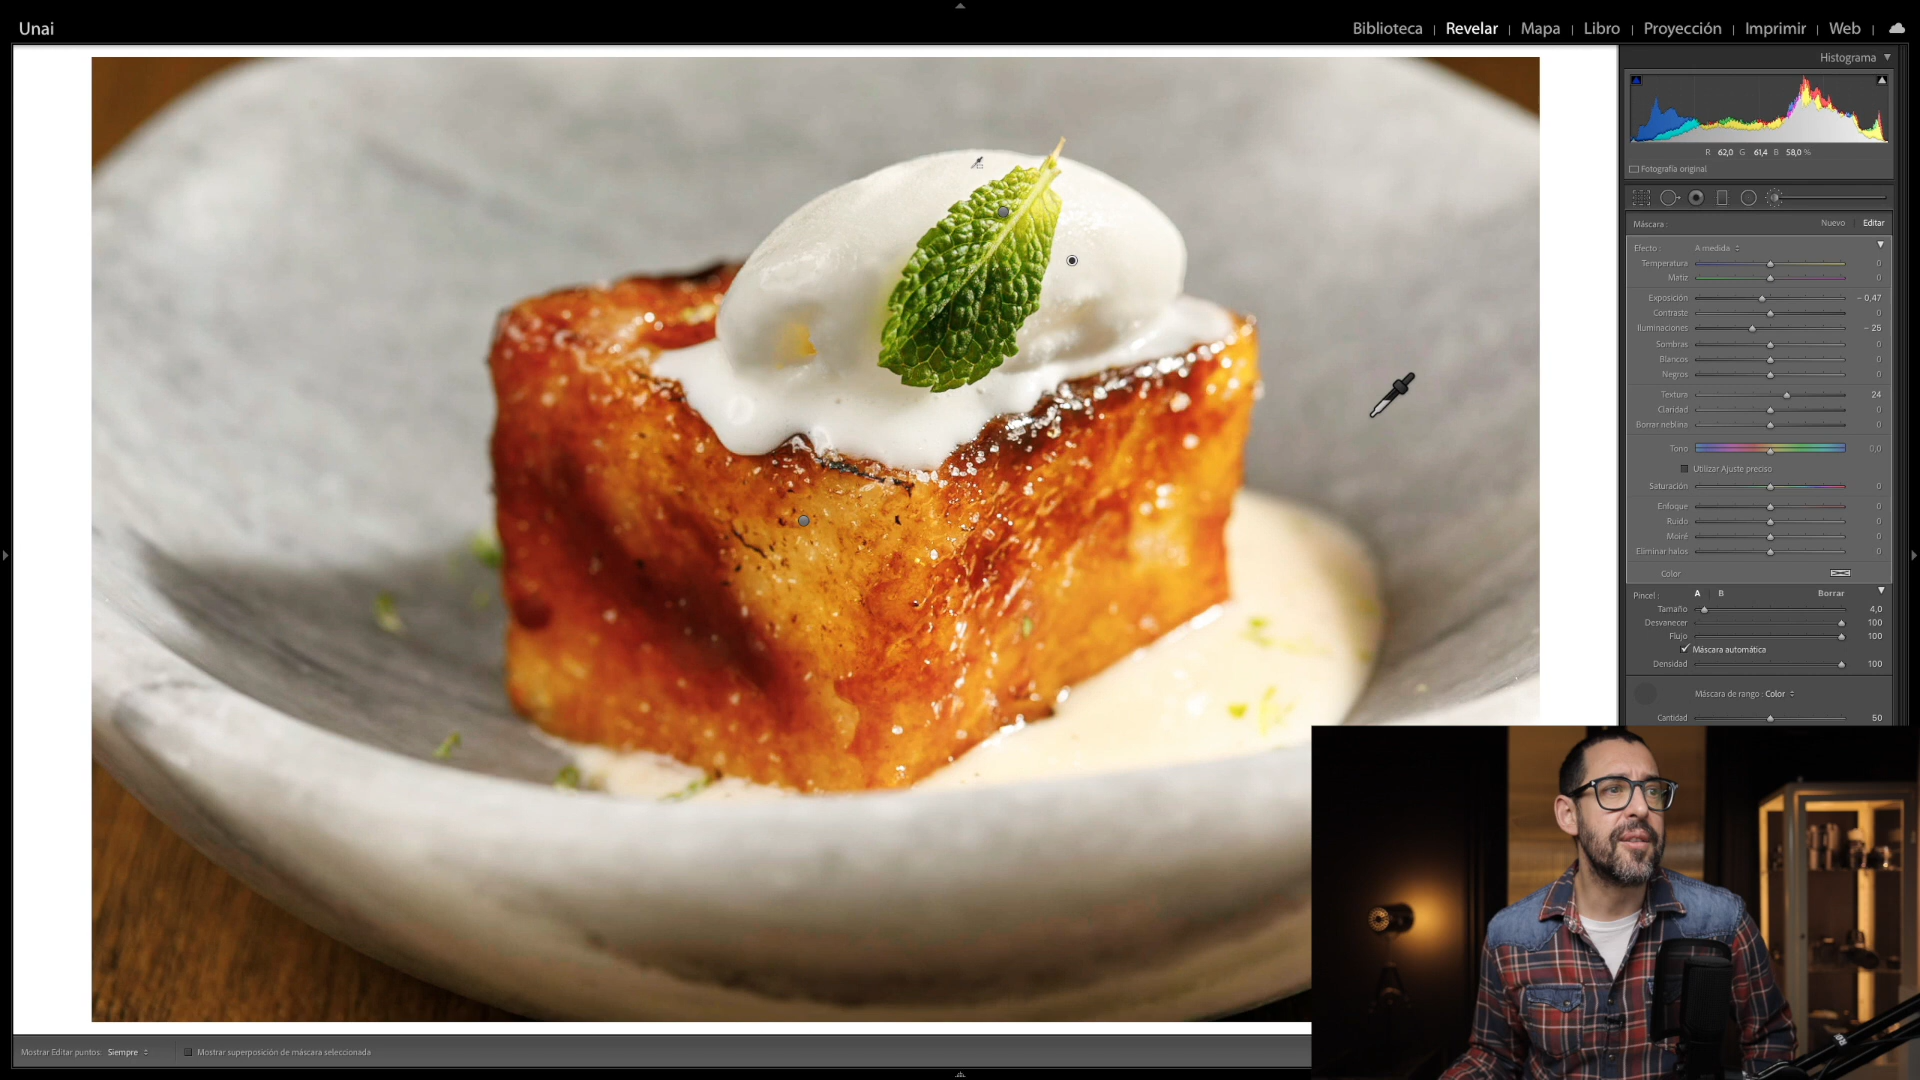 Unai
Biblioteca | Revelar | Mapa | Libro | Proyección | Imprimir | Web |
Histograma
R 62,0 G 61,4 B 58,0 %
Fotografía original
Máscara : Nuevo | Editar
Efecto : A medida
Temperatura 0
Matiz 0
Exposición – 0,47
Contraste 0
Iluminaciones – 25
Sombras 0
Blancos 0
Negros 0
Textura 24
Claridad 0
Borrar neblina 0
Tono 0,0
Utilizar Ajuste preciso
Saturación 0
Enfoque 0
Ruido 0
Moiré 0
Eliminar halos 0
Color
Pincel : A B Borrar
Tamaño 4,0
Desvanecer 100
Flujo 100
Máscara automática
Densidad 100
Máscara de rango : Color
Cantidad 50
Mostrar Editar puntos: Siempre
Mostrar superposición de máscara seleccionada